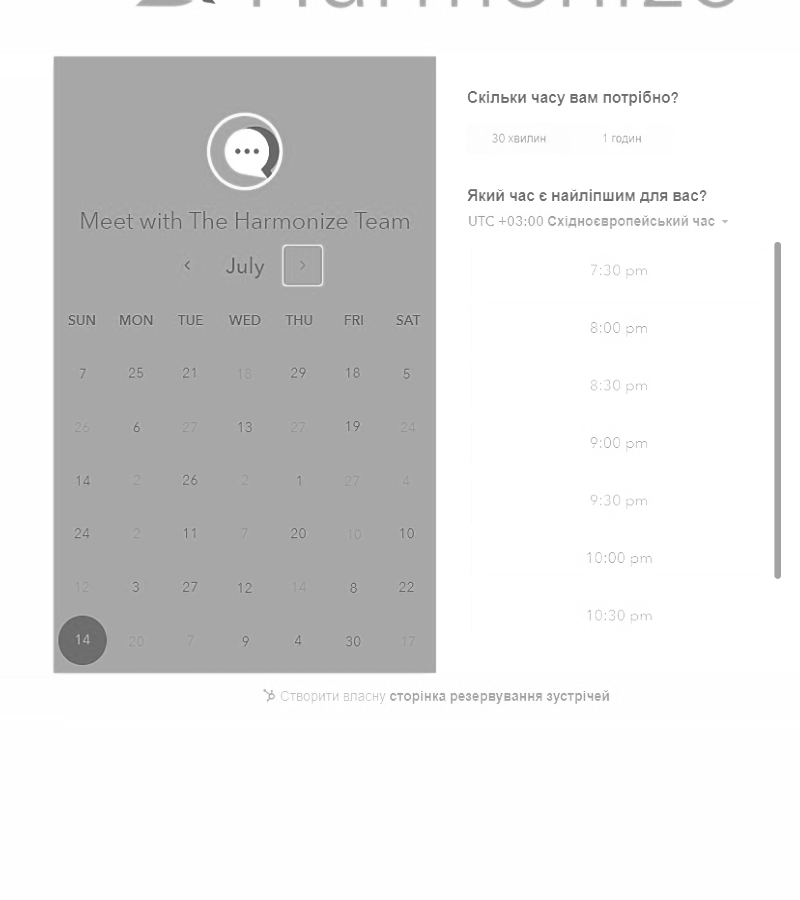 Harmonize
Meet with The Harmonize Team
July
SUN MON TUE WED THU FRI SAT
7 25 21 18 29 18 5
26 6 27 13 27 19 24
14 2 26 2 1 27 4
24 2 11 7 20 10 10
12 3 27 12 14 8 22
14 20 7 9 4 30 17
Скільки часу вам потрібно?
30 хвилин 1 годин
Який час є найліпшим для вас?
UTC +03:00 Східноєвропейський час
7:30 pm
8:00 pm
8:30 pm
9:00 pm
9:30 pm
10:00 pm
10:30 pm
Створити власну сторінка резервування зустрічей